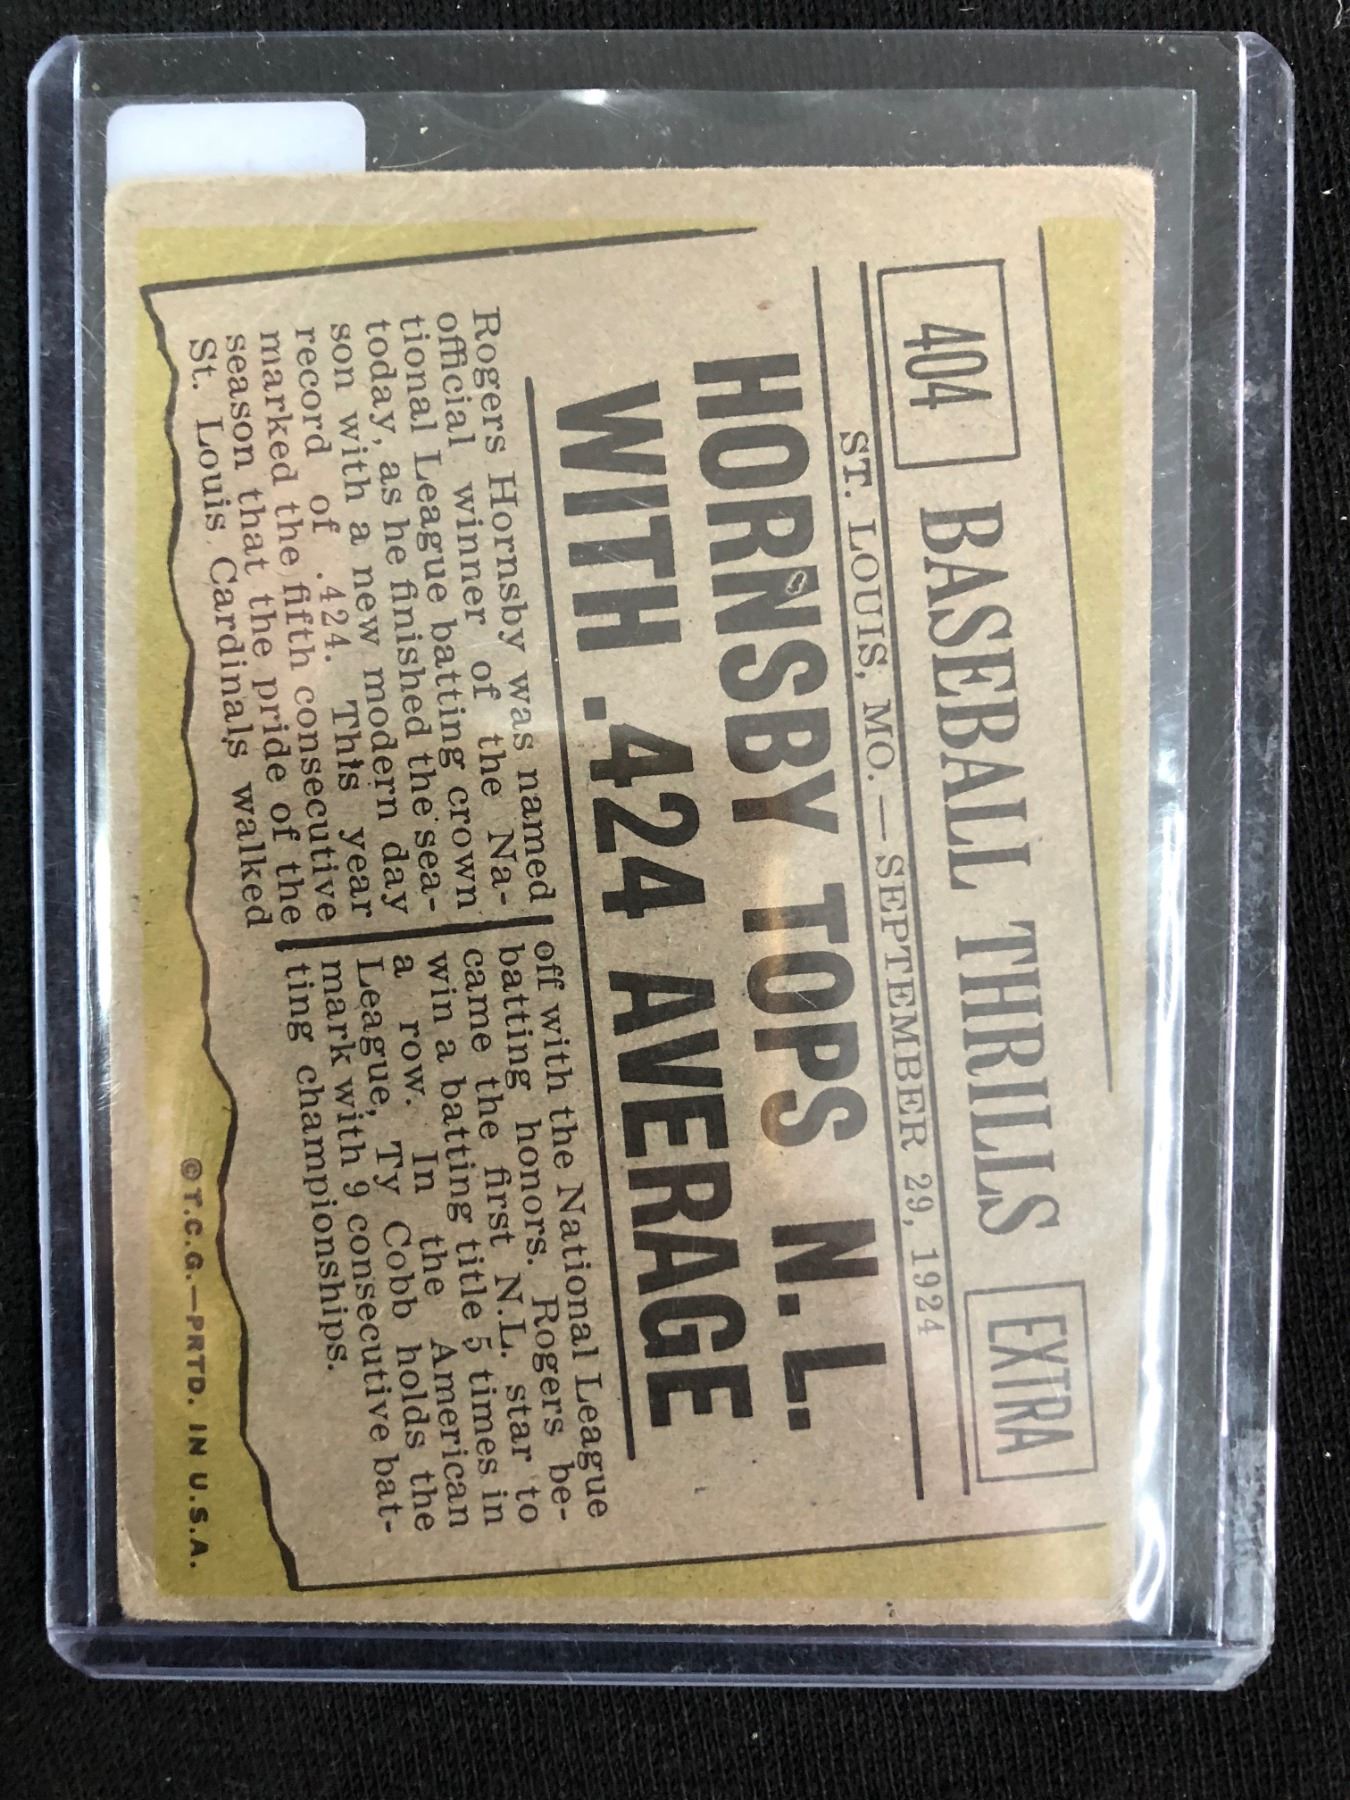 404 BASEBALL THRILLS EXTRA
ST. LOUIS, MO. — SEPTEMBER 29, 1924
HORNSBY TOPS N. L.
WITH .424 AVERAGE
Rogers Hornsby was named
official winner of the Na-
tional League batting crown
today, as he finished the sea-
son with a new modern day
record of .424. This year
marked the fifth consecutive
season that the pride of the
St. Louis Cardinals walked
off with the National League
batting honors. Rogers be-
came the first N.L. star to
win a batting title 5 times in
a row. In the American
League, Ty Cobb holds the
mark with 9 consecutive bat-
ting championships.
©T.C.G.—PRTD. IN U.S.A.